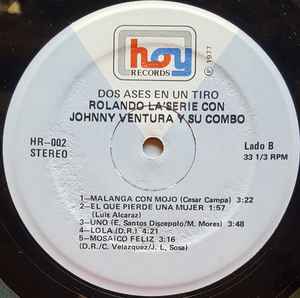 hoy
RECORDS
℗ 1977
DOS ASES EN UN TIRO
ROLANDO LA'SERIE CON
JOHNNY VENTURA Y SU COMBO
HR-002
STEREO
Lado B
33 1/3 RPM
1-MALANGA CON MOJO (Cesar Campa) 3:22
2-EL QUE PIERDE UNA MUJER 1:57
(Luis Alcaraz)
3-UNO (E. Santos Discepolo/M. Mores) 3:48
4-LOLA (D.R.) 4:21
5-MOSAICO FELIZ 3:16
(D.R./C. Velazquez/J. L. Sosa)